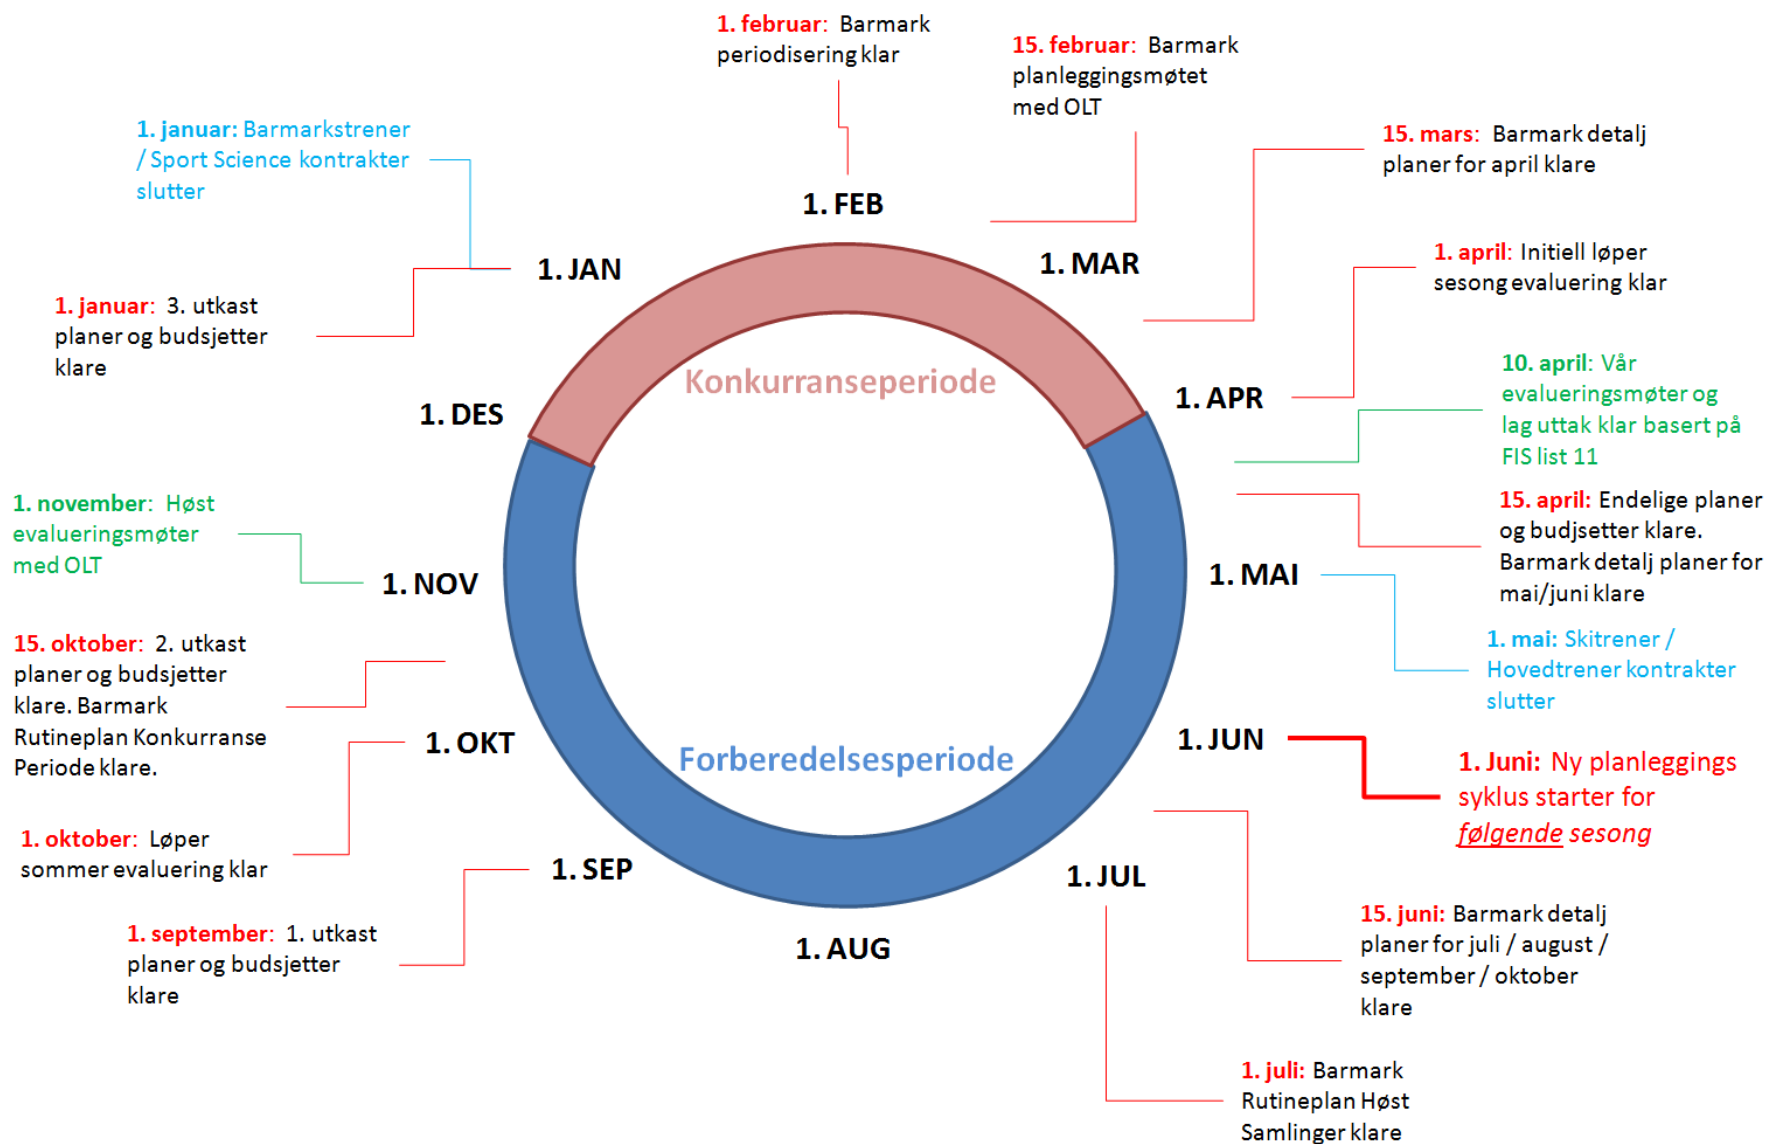 1. februar:  Barmark
periodisering klar
15. februar:  Barmark
planleggingsmøtet
med OLT
1. januar: Barmarkstrener
/ Sport Science kontrakter
slutter
15. mars:  Barmark detalj
planer for april klare
1. FEB
1. JAN
1. MAR
1. april: Initiell løper
sesong evaluering klar
1. januar:  3. utkast
planer og budsjetter
klare
Konkurranseperiode
1. DES
1. APR
10. april: Vår
evalueringsmøter og
lag uttak klar basert på
FIS list 11
1. november:  Høst
evalueringsmøter
med OLT
15. april: Endelige planer
og budjsetter klare.
Barmark detalj planer for
mai/juni klare
1. NOV
1. MAI
15. oktober:  2. utkast
planer og budsjetter
klare. Barmark
Rutineplan Konkurranse
Periode klare.
1. mai: Skitrener /
Hovedtrener kontrakter
slutter
1. OKT
1. JUN
Forberedelsesperiode
1. Juni: Ny planleggings
syklus starter for
følgende sesong
1. oktober:  Løper
sommer evaluering klar
1. SEP
1. JUL
1. september:  1. utkast
planer og budsjetter
klare
1. AUG
15. juni: Barmark detalj
planer for juli / august /
september / oktober
klare
1. juli: Barmark
Rutineplan Høst
Samlinger klare